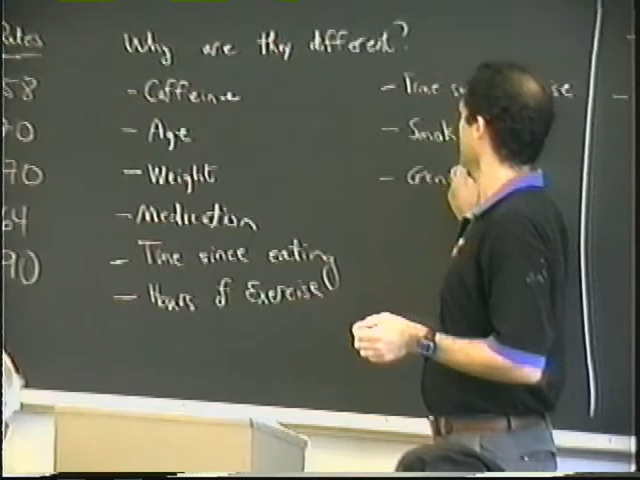 Rates
58
70
70
64
90
Why are they different?
- Caffeine
- Age
- Weight
- Medication
- Time since eating
- Hours of Exercise
- Time
- Smok
- Gen